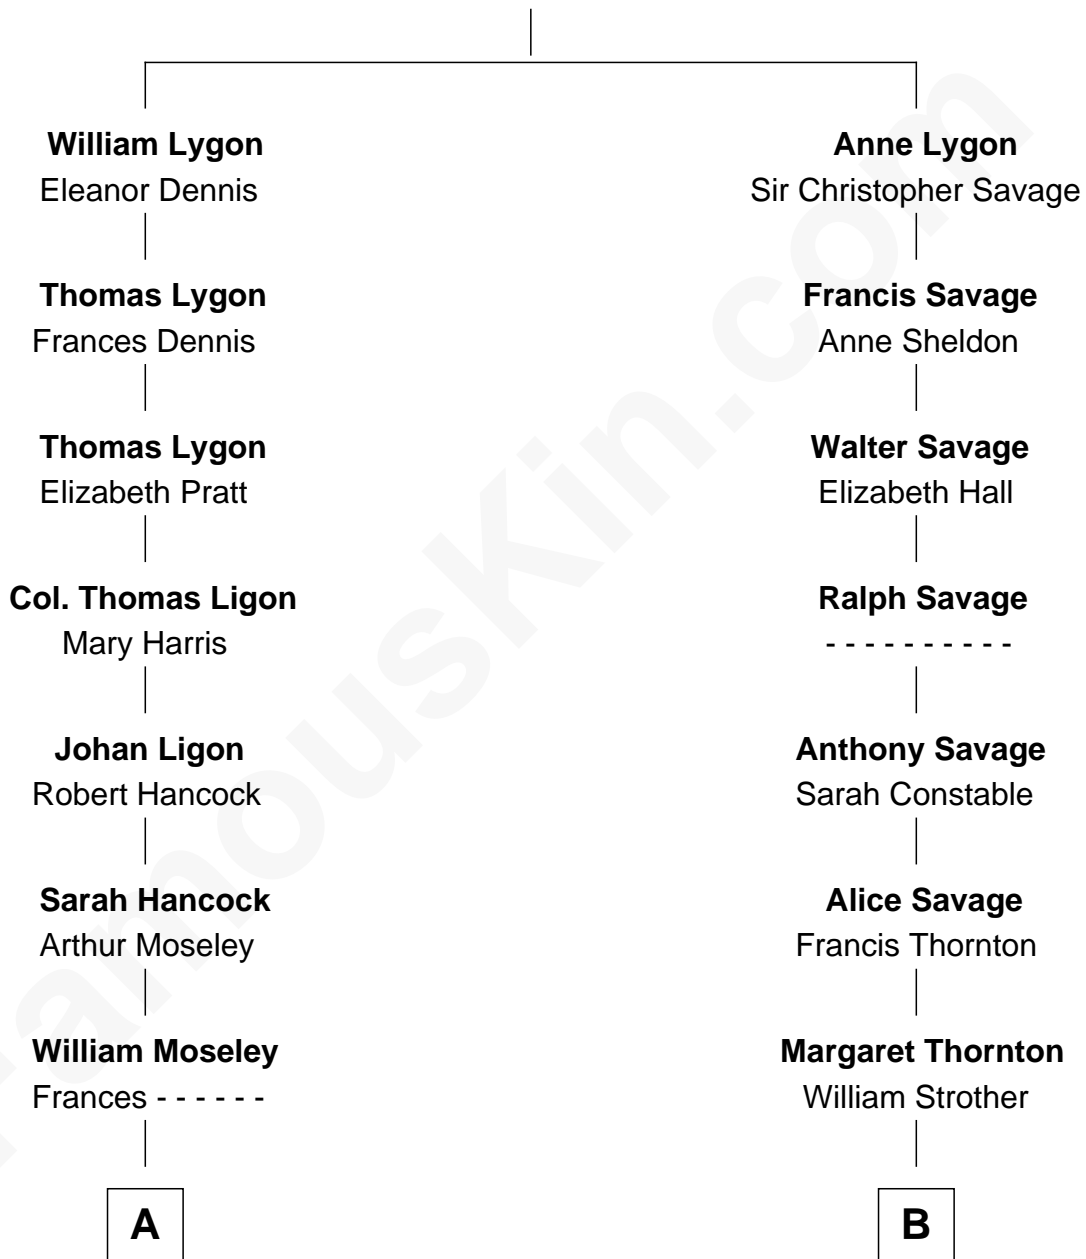 William Lygon
Eleanor Dennis
Thomas Lygon
Frances Dennis
Thomas Lygon
Elizabeth Pratt
Col. Thomas Ligon
Mary Harris
Johan Ligon
Robert Hancock
Sarah Hancock
Arthur Moseley
William Moseley
Frances - - - - - -
A
Anne Lygon
Sir Christopher Savage
Francis Savage
Anne Sheldon
Walter Savage
Elizabeth Hall
Ralph Savage
- - - - - - - - - -
Anthony Savage
Sarah Constable
Alice Savage
Francis Thornton
Margaret Thornton
William Strother
B
FamousKin.com